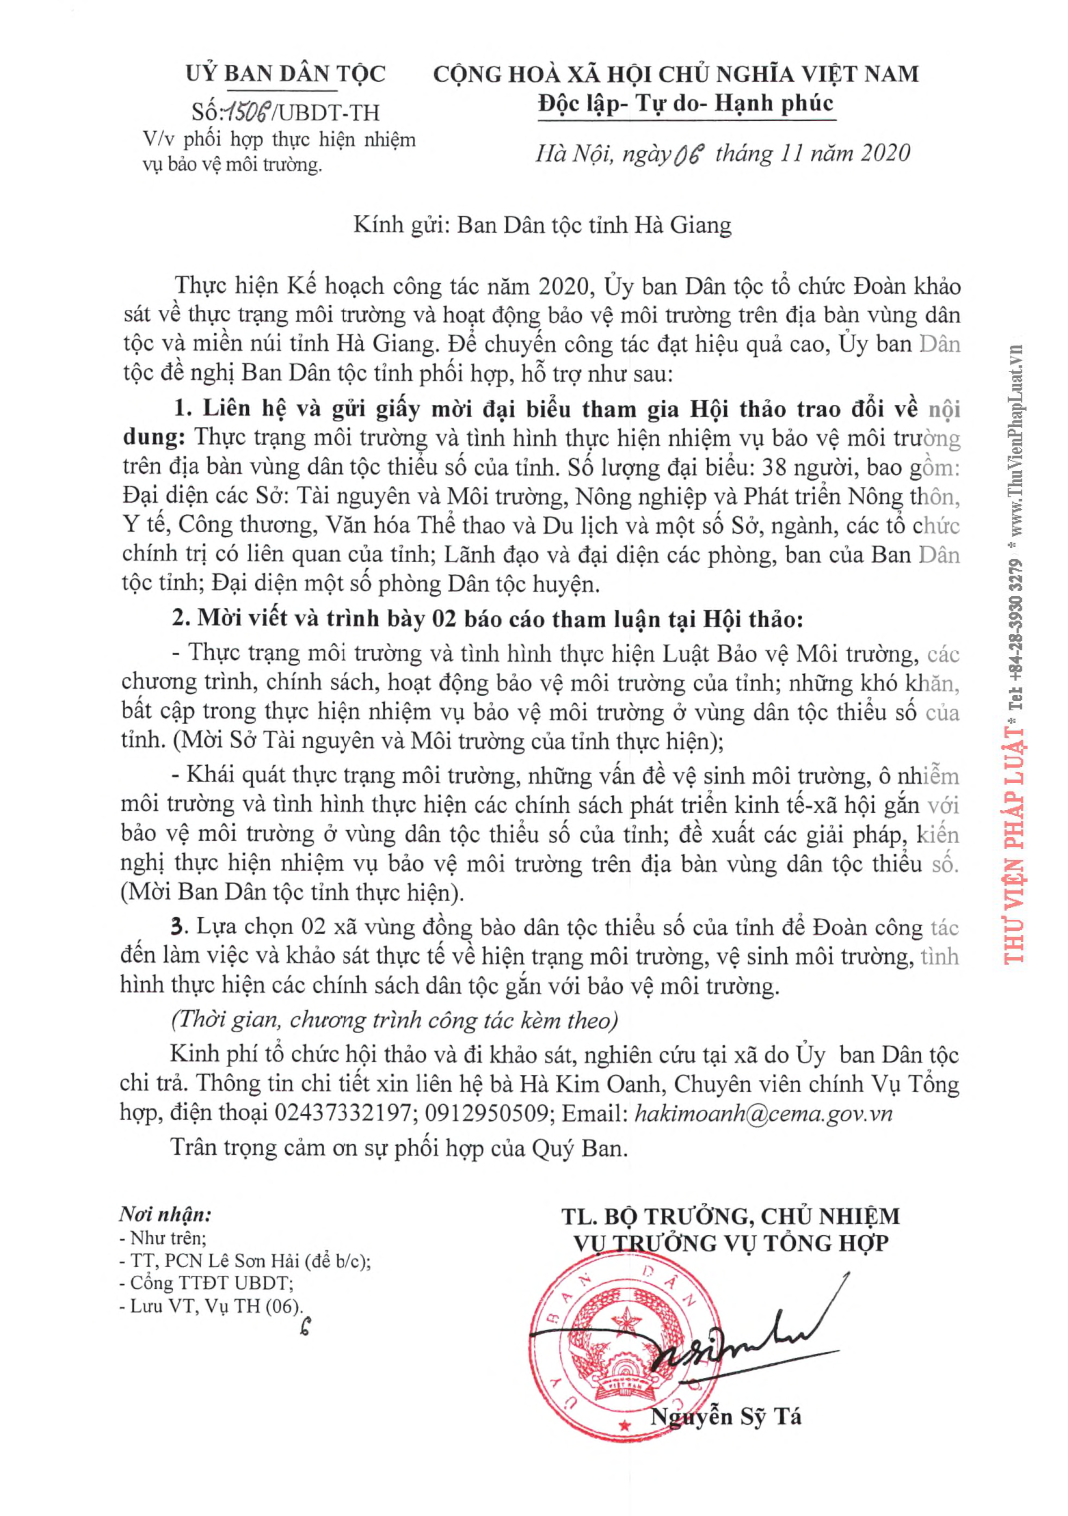 UỶ BAN DÂN TỘC
Số:1506/UBDT-TH
V/v phối hợp thực hiện nhiệm
vụ bảo vệ môi trường.
CỘNG HOÀ XÃ HỘI CHỦ NGHĨA VIỆT NAM
Độc lập- Tự do- Hạnh phúc
Hà Nội, ngày 06 tháng 11 năm 2020
Kính gửi: Ban Dân tộc tỉnh Hà Giang
Thực hiện Kế hoạch công tác năm 2020, Ủy ban Dân tộc tổ chức Đoàn khảo
sát về thực trạng môi trường và hoạt động bảo vệ môi trường trên địa bàn vùng dân
tộc và miền núi tỉnh Hà Giang. Để chuyến công tác đạt hiệu quả cao, Ủy ban Dân
tộc đề nghị Ban Dân tộc tỉnh phối hợp, hỗ trợ như sau:
1. Liên hệ và gửi giấy mời đại biểu tham gia Hội thảo trao đổi về nội
dung: Thực trạng môi trường và tình hình thực hiện nhiệm vụ bảo vệ môi trường
trên địa bàn vùng dân tộc thiểu số của tỉnh. Số lượng đại biểu: 38 người, bao gồm:
Đại diện các Sở: Tài nguyên và Môi trường, Nông nghiệp và Phát triển Nông thôn,
Y tế, Công thương, Văn hóa Thể thao và Du lịch và một số Sở, ngành, các tổ chức
chính trị có liên quan của tỉnh; Lãnh đạo và đại diện các phòng, ban của Ban Dân
tộc tỉnh; Đại diện một số phòng Dân tộc huyện.
2. Mời viết và trình bày 02 báo cáo tham luận tại Hội thảo:
- Thực trạng môi trường và tình hình thực hiện Luật Bảo vệ Môi trường, các
chương trình, chính sách, hoạt động bảo vệ môi trường của tỉnh; những khó khăn,
bất cập trong thực hiện nhiệm vụ bảo vệ môi trường ở vùng dân tộc thiểu số của
tỉnh. (Mời Sở Tài nguyên và Môi trường của tỉnh thực hiện);
- Khái quát thực trạng môi trường, những vấn đề vệ sinh môi trường, ô nhiễm
môi trường và tình hình thực hiện các chính sách phát triển kinh tế-xã hội gắn với
bảo vệ môi trường ở vùng dân tộc thiểu số của tỉnh; đề xuất các giải pháp, kiến
nghị thực hiện nhiệm vụ bảo vệ môi trường trên địa bàn vùng dân tộc thiểu số.
(Mời Ban Dân tộc tỉnh thực hiện).
3. Lựa chọn 02 xã vùng đồng bào dân tộc thiểu số của tỉnh để Đoàn công tác
đến làm việc và khảo sát thực tế về hiện trạng môi trường, vệ sinh môi trường, tình
hình thực hiện các chính sách dân tộc gắn với bảo vệ môi trường.
(Thời gian, chương trình công tác kèm theo)
Kinh phí tổ chức hội thảo và đi khảo sát, nghiên cứu tại xã do Ủy ban Dân tộc
chi trả. Thông tin chi tiết xin liên hệ bà Hà Kim Oanh, Chuyên viên chính Vụ Tổng
hợp, điện thoại 02437332197; 0912950509; Email: hakimoanh@cema.gov.vn
Trân trọng cảm ơn sự phối hợp của Quý Ban.
Nơi nhận:
- Như trên;
- TT, PCN Lê Sơn Hải (để b/c);
- Cổng TTĐT UBDT;
- Lưu VT, Vụ TH (06).
TL. BỘ TRƯỞNG, CHỦ NHIỆM
VỤ TRƯỞNG VỤ TỔNG HỢP
ỦY BAN DÂN TỘC
VIỆT NAM
Nguyễn Sỹ Tá
THƯ VIỆN PHÁP LUẬT * Tel: +84-28-3930 3279 * www.ThuVienPhapLuat.vn